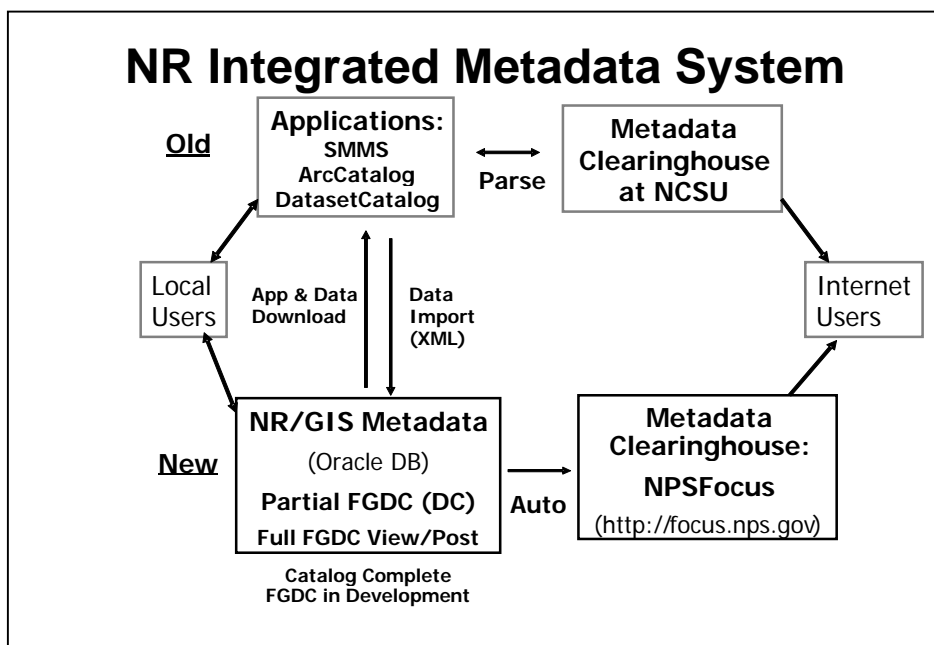 NR Integrated Metadata System
Old
Applications:
SMMS
ArcCatalog
DatasetCatalog
Parse
Metadata
Clearinghouse
at NCSU
Local
Users
App & Data
Download
Data
Import
(XML)
Internet
Users
New
NR/GIS Metadata
(Oracle DB)
Partial FGDC (DC)
Full FGDC View/Post
Auto
Metadata
Clearinghouse:
NPSFocus
(http://focus.nps.gov)
Catalog Complete
FGDC in Development